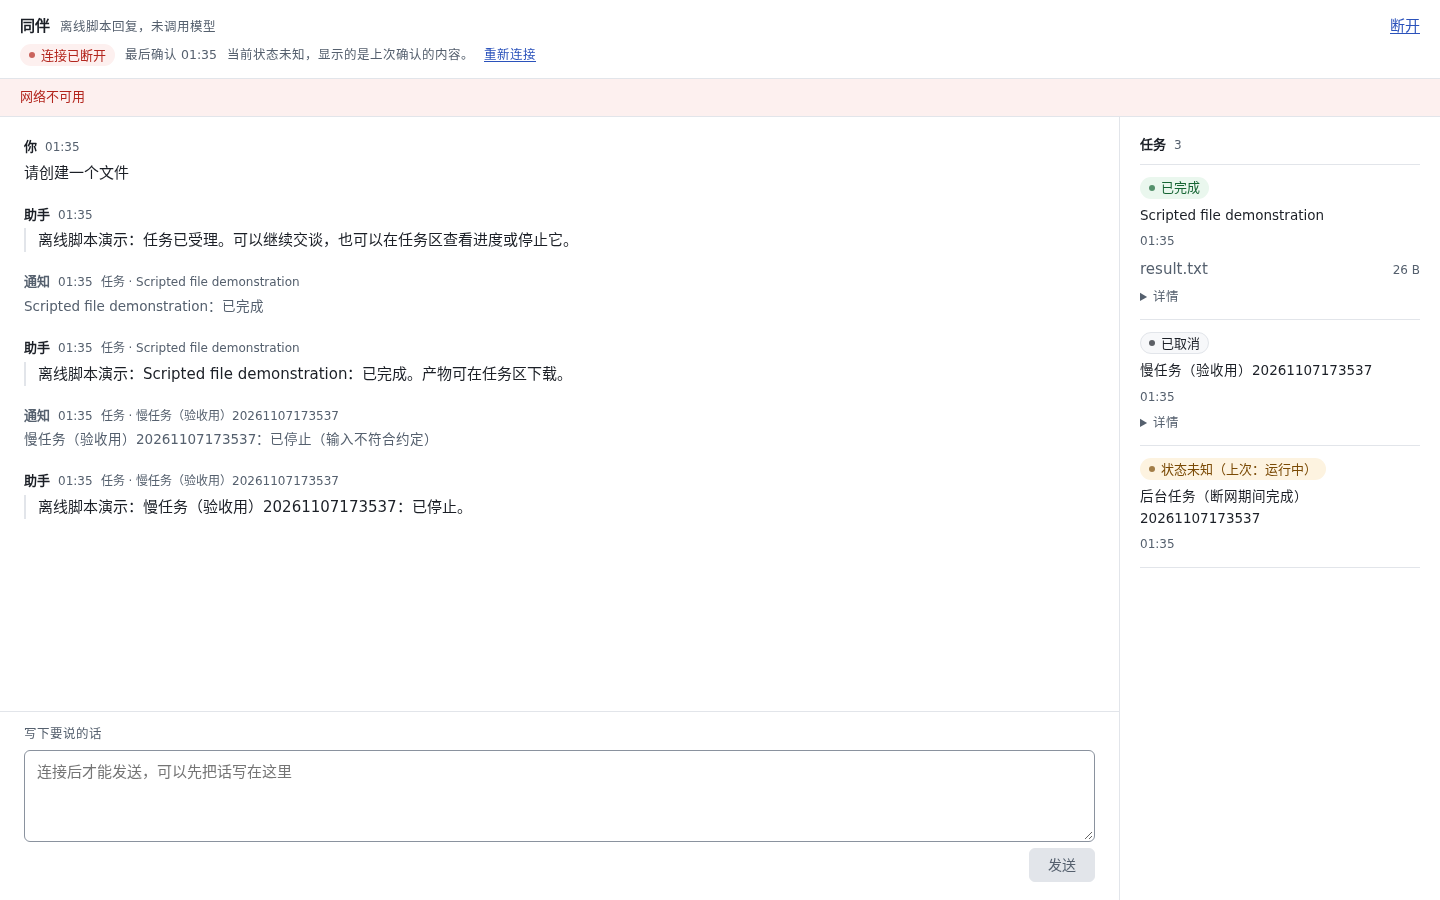 同伴 离线脚本回复，未调用模型
断开
连接已断开 最后确认 01:35 当前状态未知，显示的是上次确认的内容。 重新连接
网络不可用
你 01:35
请创建一个文件
助手 01:35
离线脚本演示：任务已受理。可以继续交谈，也可以在任务区查看进度或停止它。
通知 01:35 任务 · Scripted file demonstration
Scripted file demonstration：已完成
助手 01:35 任务 · Scripted file demonstration
离线脚本演示：Scripted file demonstration：已完成。产物可在任务区下载。
通知 01:35 任务 · 慢任务（验收用）20261107173537
慢任务（验收用）20261107173537：已停止（输入不符合约定）
助手 01:35 任务 · 慢任务（验收用）20261107173537
离线脚本演示：慢任务（验收用）20261107173537：已停止。
写下要说的话
连接后才能发送，可以先把话写在这里
发送
任务 3
已完成
Scripted file demonstration
01:35
result.txt 26 B
详情
已取消
慢任务（验收用）20261107173537
01:35
详情
状态未知（上次：运行中）
后台任务（断网期间完成）
20261107173537
01:35